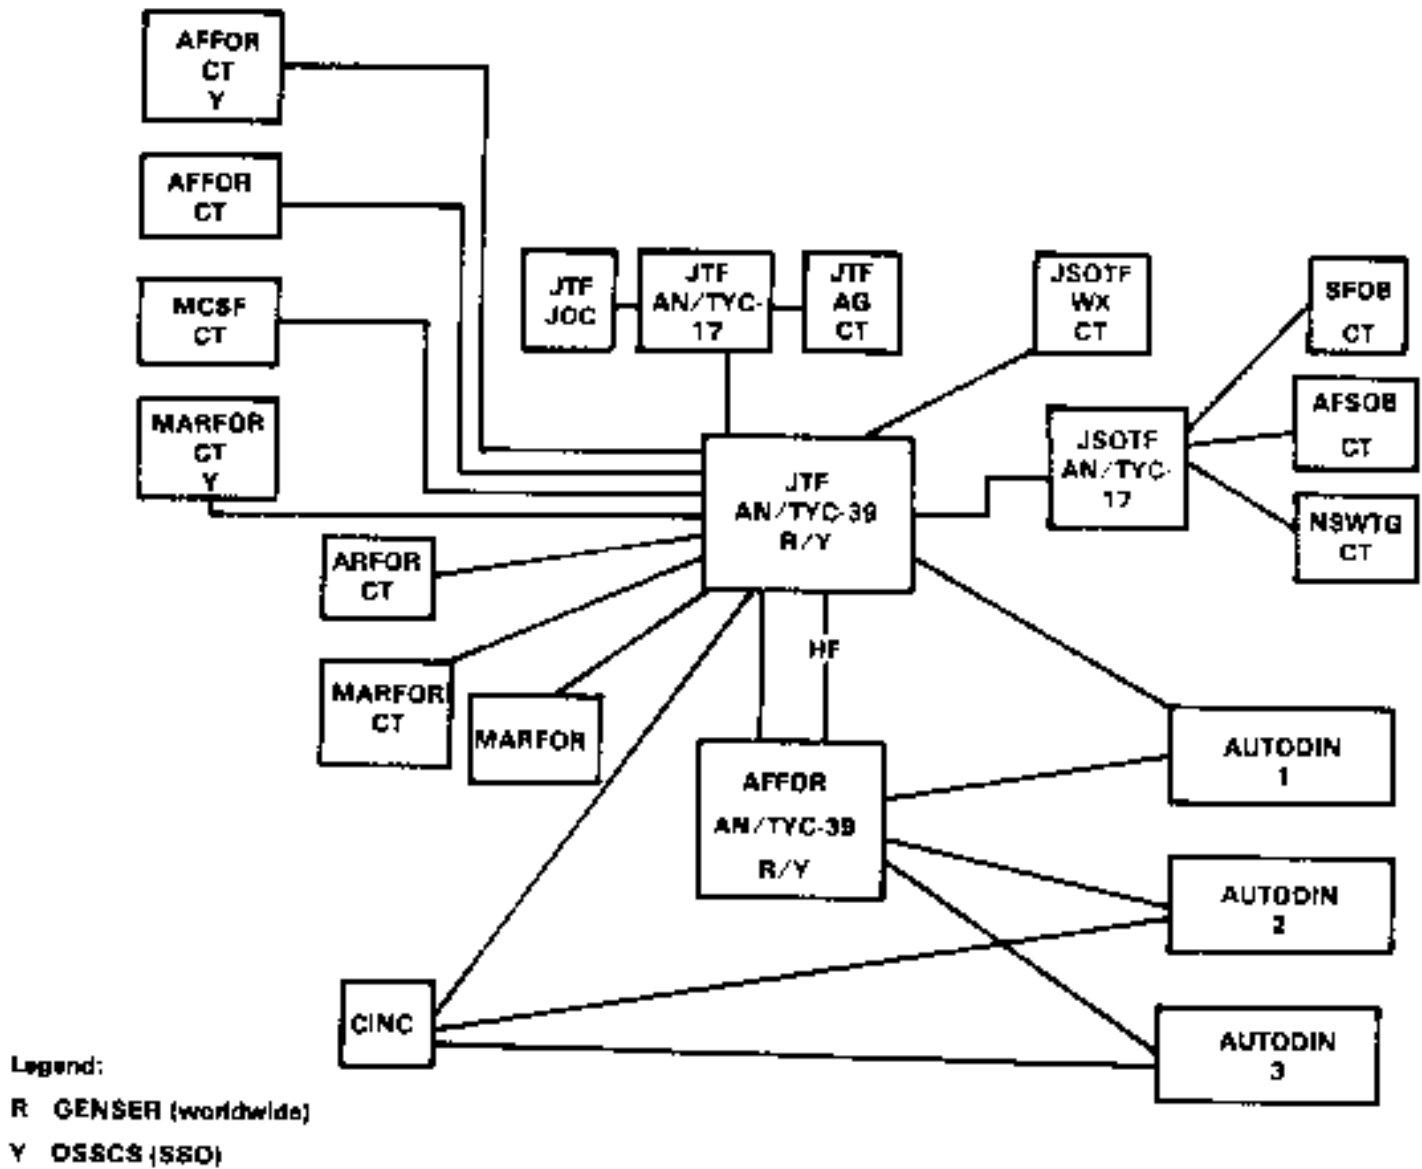 AFFOR
CT
Y
AFFOR
CT
MCSF
CT
MARFOR
CT
Y
JTF
JOC
JTF
AN/TYC-
17
JTF
AG
CT
JSOTF
WX
CT
SFOB
CT
AFSOB
CT
NSWTG
CT
JSOTF
AN/TYC-
17
JTF
AN/TYC-39
R/Y
ARFOR
CT
MARFOR
CT
MARFOR
HF
AFFOR
AN/TYC-39
R/Y
AUTODIN
1
AUTODIN
2
AUTODIN
3
CINC
Legend:
R GENSER (worldwide)
Y DSSCS (SSO)